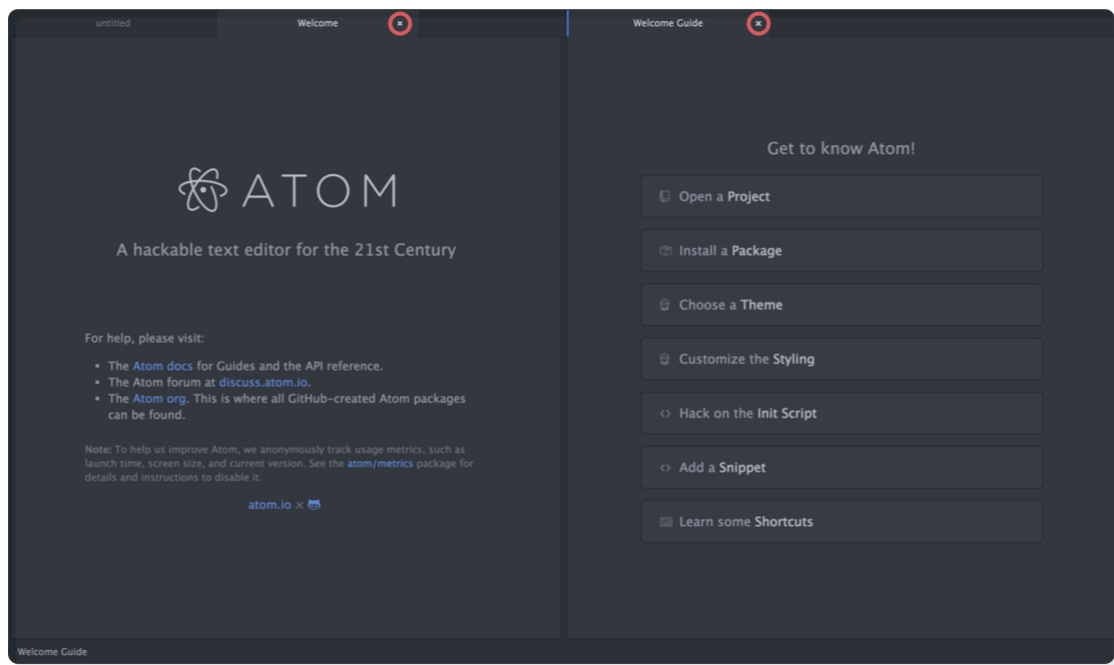 untitled
Welcome
Welcome Guide
ATOM
A hackable text editor for the 21st Century
For help, please visit:
• The Atom docs for Guides and the API reference.
• The Atom forum at discuss.atom.io.
• The Atom org. This is where all GitHub-created Atom packages
can be found.
Note: To help us improve Atom, we anonymously track usage metrics, such as
launch time, screen size, and current version. See the atom/metrics package for
details and instructions to disable it.
atom.io ×
Get to know Atom!
Open a Project
Install a Package
Choose a Theme
Customize the Styling
Hack on the Init Script
Add a Snippet
Learn some Shortcuts
Welcome Guide